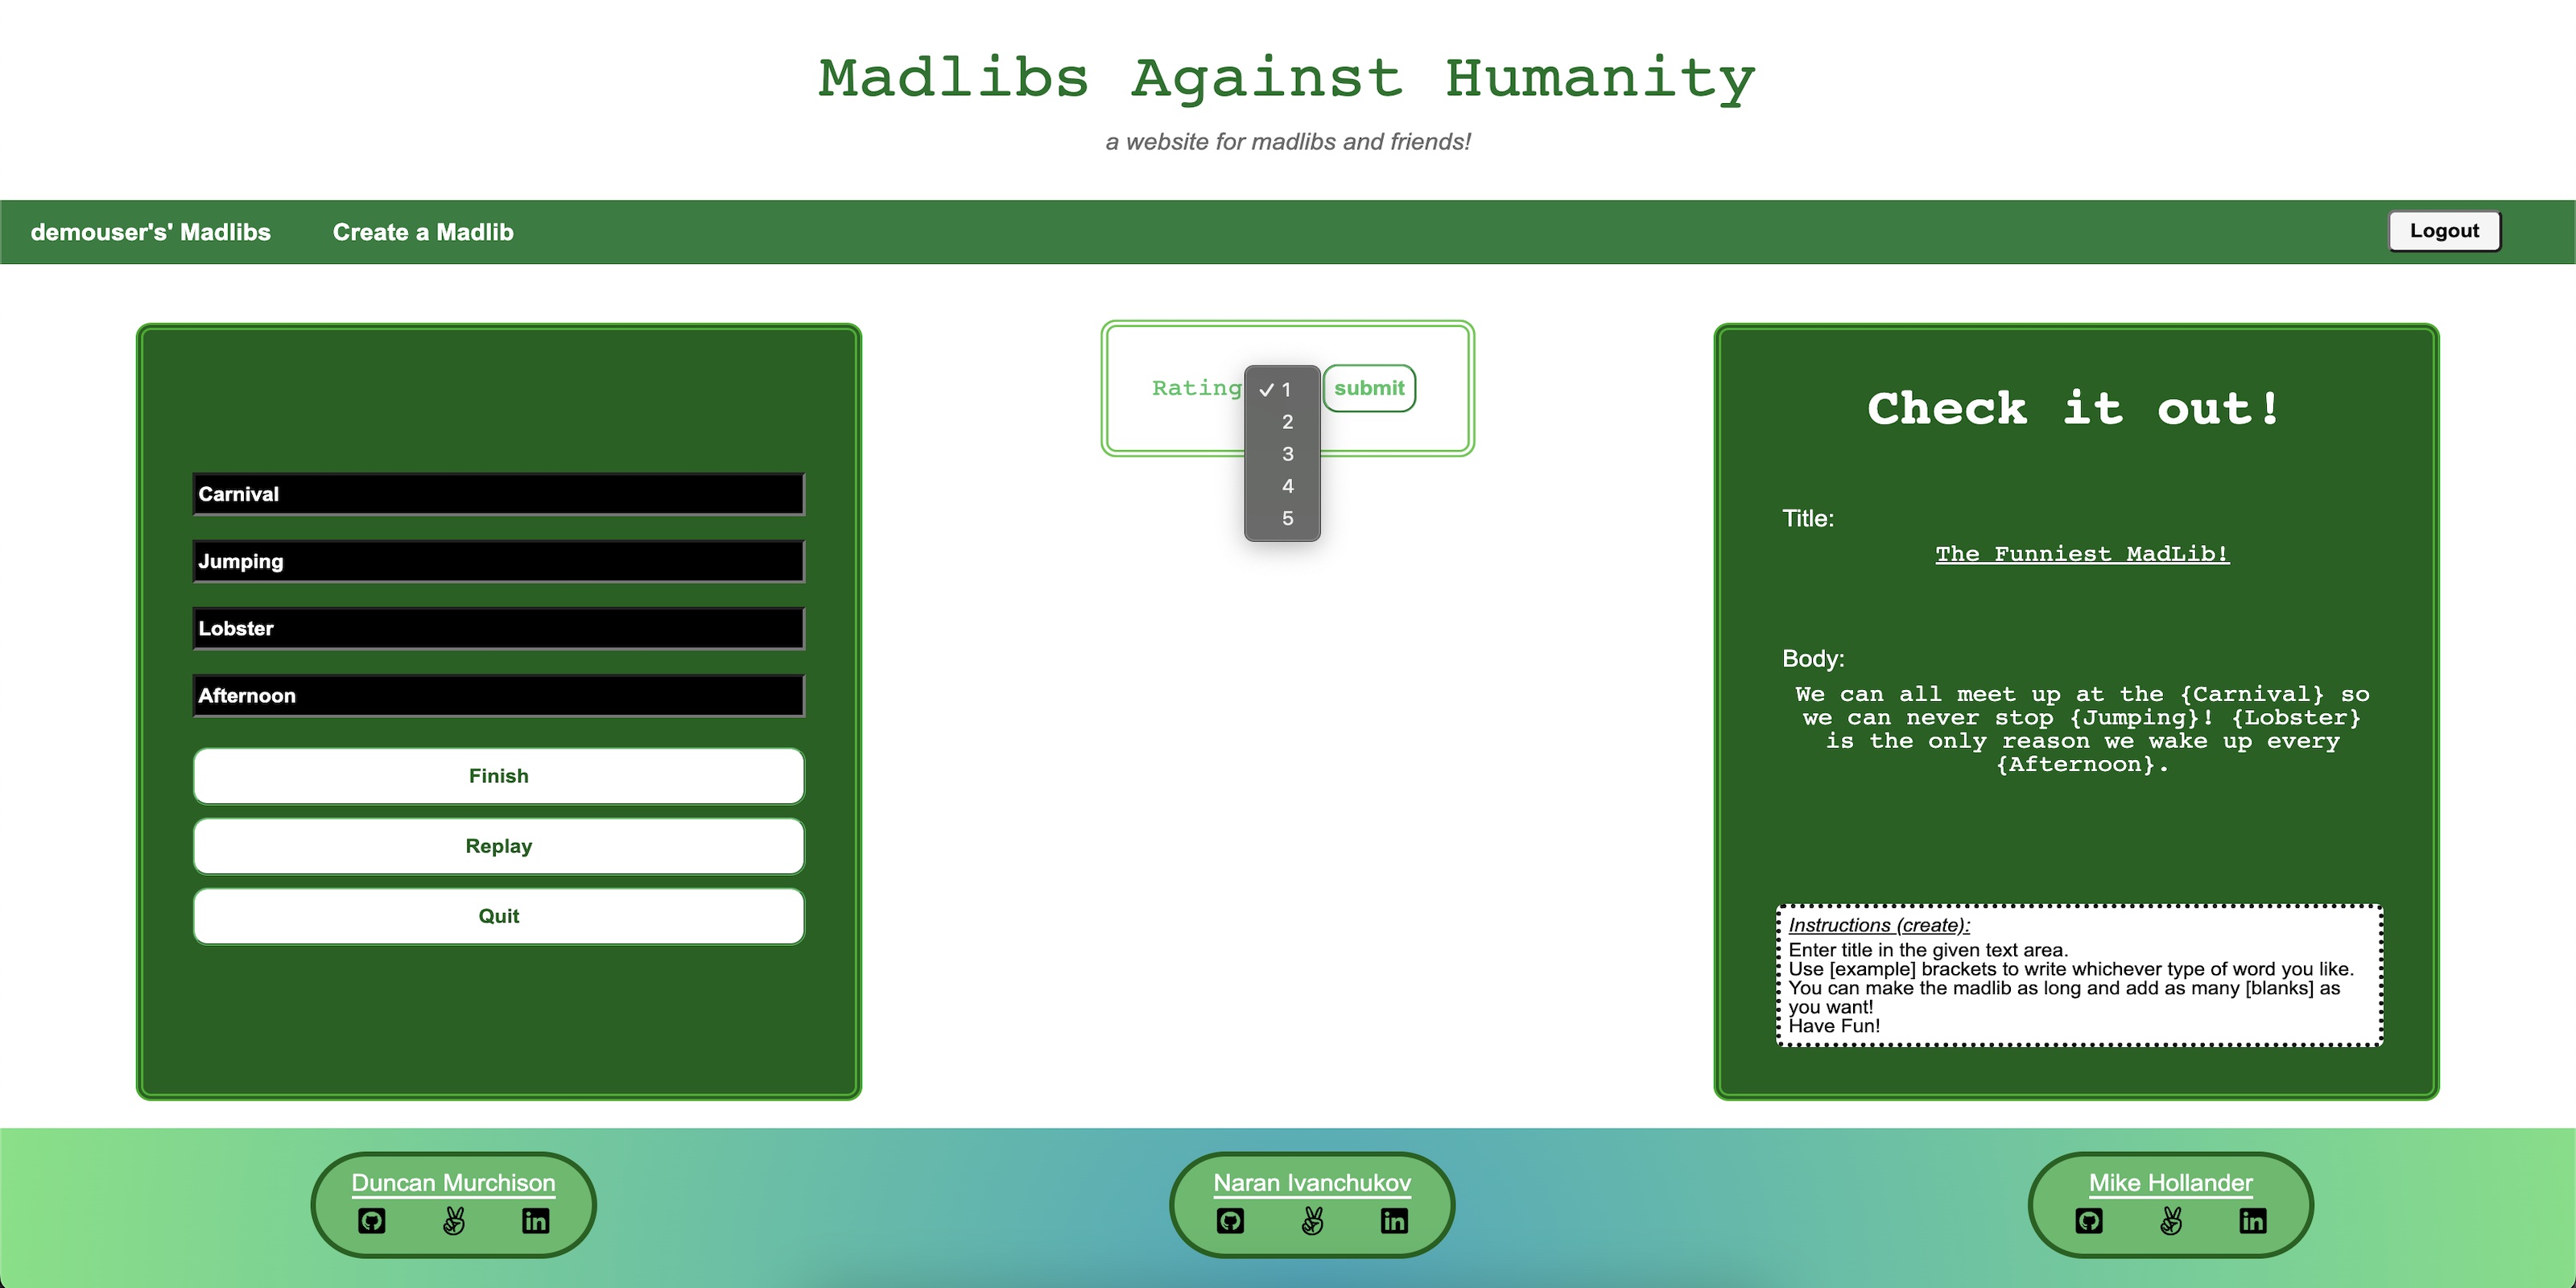 Madlibs Against Humanity
a website for madlibs and friends!
demouser's' Madlibs
Create a Madlib
Logout
Carnival
Jumping
Lobster
Afternoon
Finish
Replay
Quit
Rating
✓ 1
2
3
4
5
submit
Check it out!
Title:
The Funniest MadLib!
Body:
We can all meet up at the {Carnival} so
we can never stop {Jumping}! {Lobster}
is the only reason we wake up every
{Afternoon}.
Instructions (create):
Enter title in the given text area.
Use [example] brackets to write whichever type of word you like.
You can make the madlib as long and add as many [blanks] as
you want!
Have Fun!
Duncan Murchison
in
Naran Ivanchukov
in
Mike Hollander
in